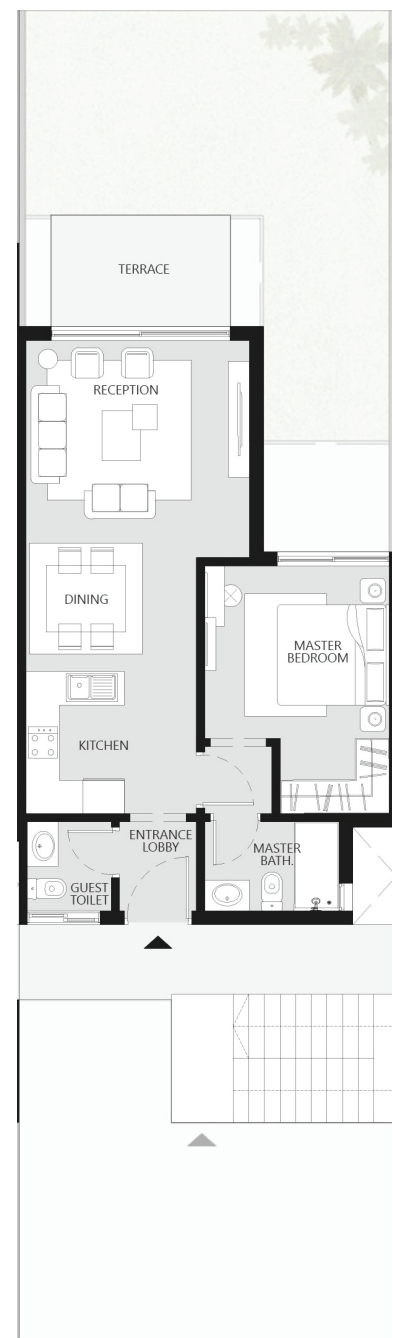 TERRACE
RECEPTION
DINING
MASTER
BEDROOM
KITCHEN
ENTRANCE
LOBBY
MASTER
BATH.
GUEST
TOILET